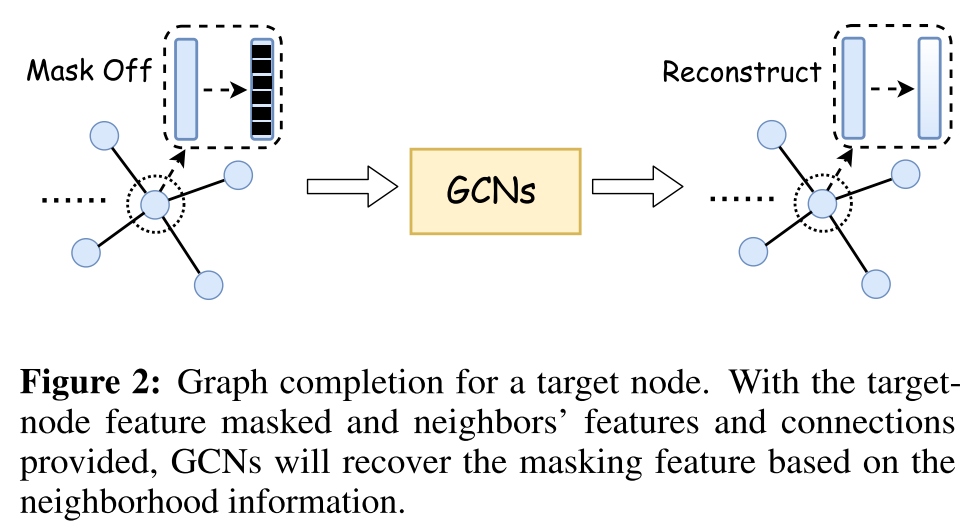 Mask Off
Reconstruct
GCNs
Figure 2: Graph completion for a target node. With the target-
node feature masked and neighbors’ features and connections
provided, GCNs will recover the masking feature based on the
neighborhood information.